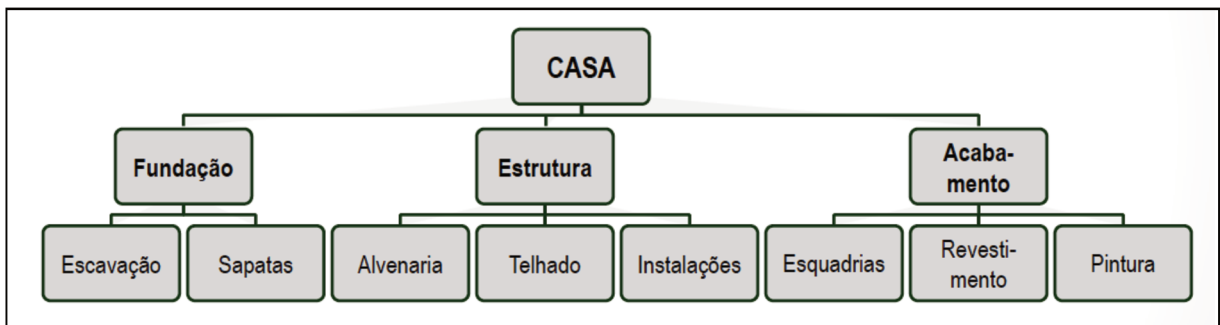 CASA
Fundação
Estrutura
Acaba-
mento
Escavação
Sapatas
Alvenaria
Telhado
Instalações
Esquadrias
Revesti-
mento
Pintura